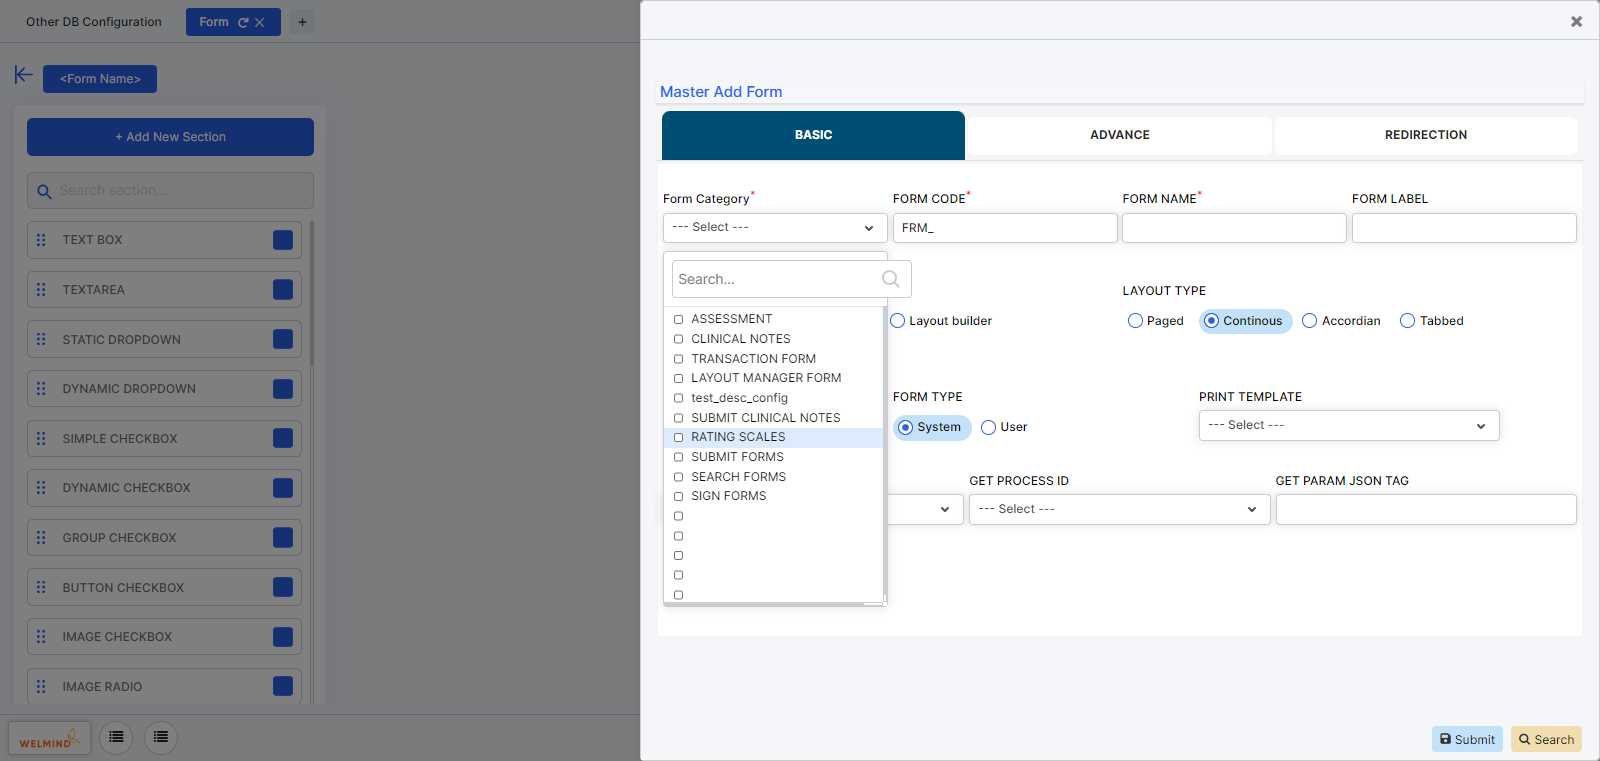 Other DB Configuration
Form
+
<Form Name>
+ Add New Section
Search section...
TEXT BOX
TEXTAREA
STATIC DROPDOWN
DYNAMIC DROPDOWN
SIMPLE CHECKBOX
DYNAMIC CHECKBOX
GROUP CHECKBOX
BUTTON CHECKBOX
IMAGE CHECKBOX
IMAGE RADIO
WELMIND
Master Add Form
BASIC ADVANCE REDIRECTION
Form Category* FORM CODE* FORM NAME* FORM LABEL
--- Select --- FRM_
Search...
ASSESSMENT
CLINICAL NOTES
TRANSACTION FORM
LAYOUT MANAGER FORM
test_desc_config
SUBMIT CLINICAL NOTES
RATING SCALES
SUBMIT FORMS
SEARCH FORMS
SIGN FORMS
LAYOUT TYPE
Layout builder Paged Continous Accordian Tabbed
FORM TYPE PRINT TEMPLATE
System User --- Select ---
GET PROCESS ID GET PARAM JSON TAG
--- Select ---
Submit Search